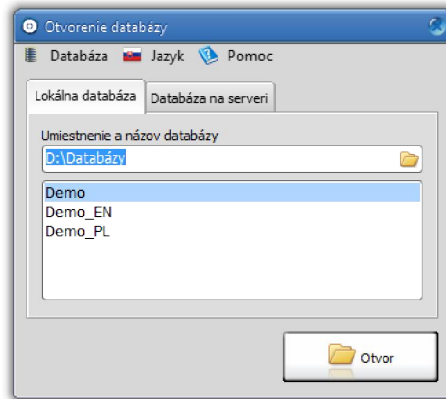 Otvorenie databázy
Databáza Jazyk Pomoc
Lokálna databáza Databáza na serveri
Umiestnenie a názov databázy
D:\Databázy
Demo
Demo_EN
Demo_PL
Otvor